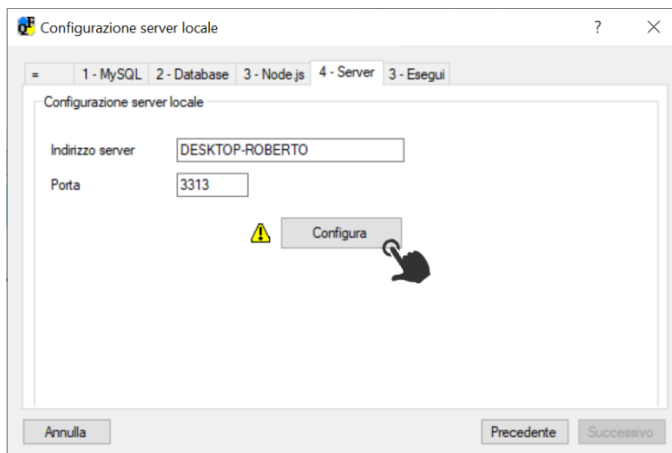 Configurazione server locale ? ×
= 1 - MySQL 2 - Database 3 - Node.js 4 - Server 3 - Esegui
Configurazione server locale
Indirizzo server DESKTOP-ROBERTO
Porta 3313
Configura
Annulla Precedente Successivo